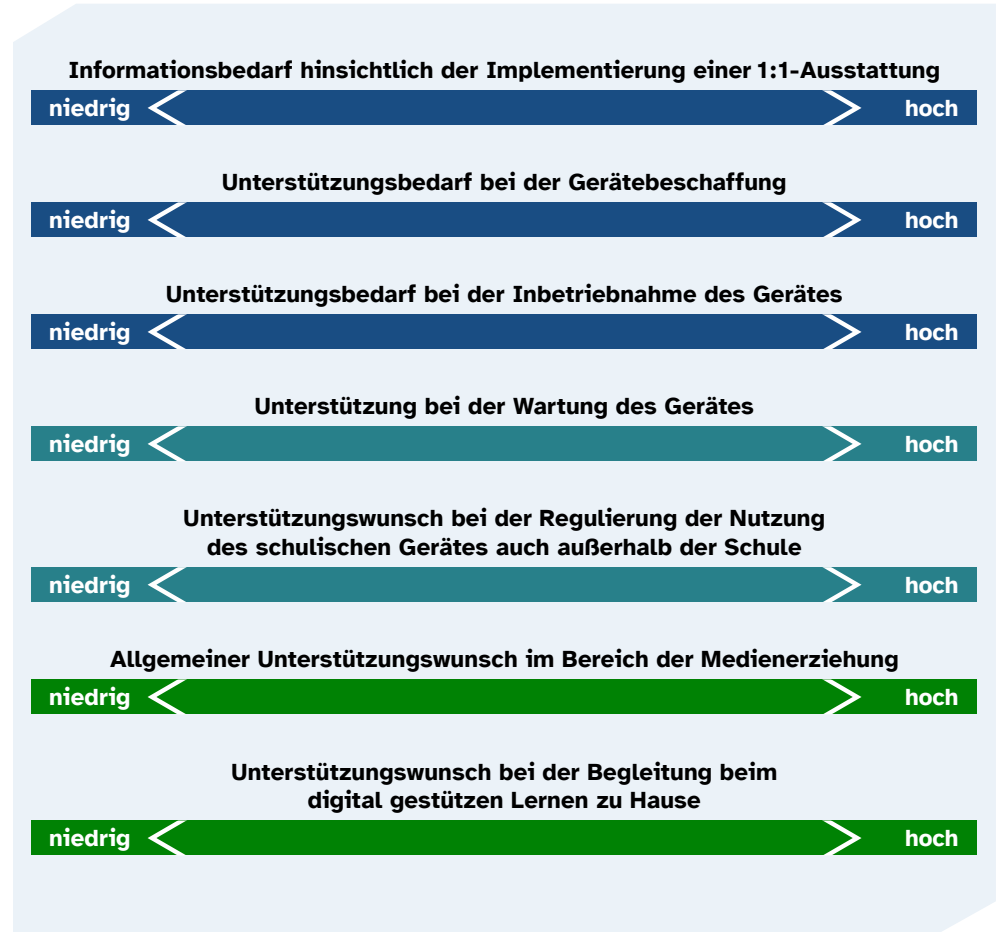 Informationsbedarf hinsichtlich der Implementierung einer 1:1-Ausstattung
niedrig hoch
Unterstützungsbedarf bei der Gerätebeschaffung
niedrig hoch
Unterstützungsbedarf bei der Inbetriebnahme des Gerätes
niedrig hoch
Unterstützung bei der Wartung des Gerätes
niedrig hoch
Unterstützungswunsch bei der Regulierung der Nutzung
des schulischen Gerätes auch außerhalb der Schule
niedrig hoch
Allgemeiner Unterstützungswunsch im Bereich der Medienerziehung
niedrig hoch
Unterstützungswunsch bei der Begleitung beim
digital gestützen Lernen zu Hause
niedrig hoch